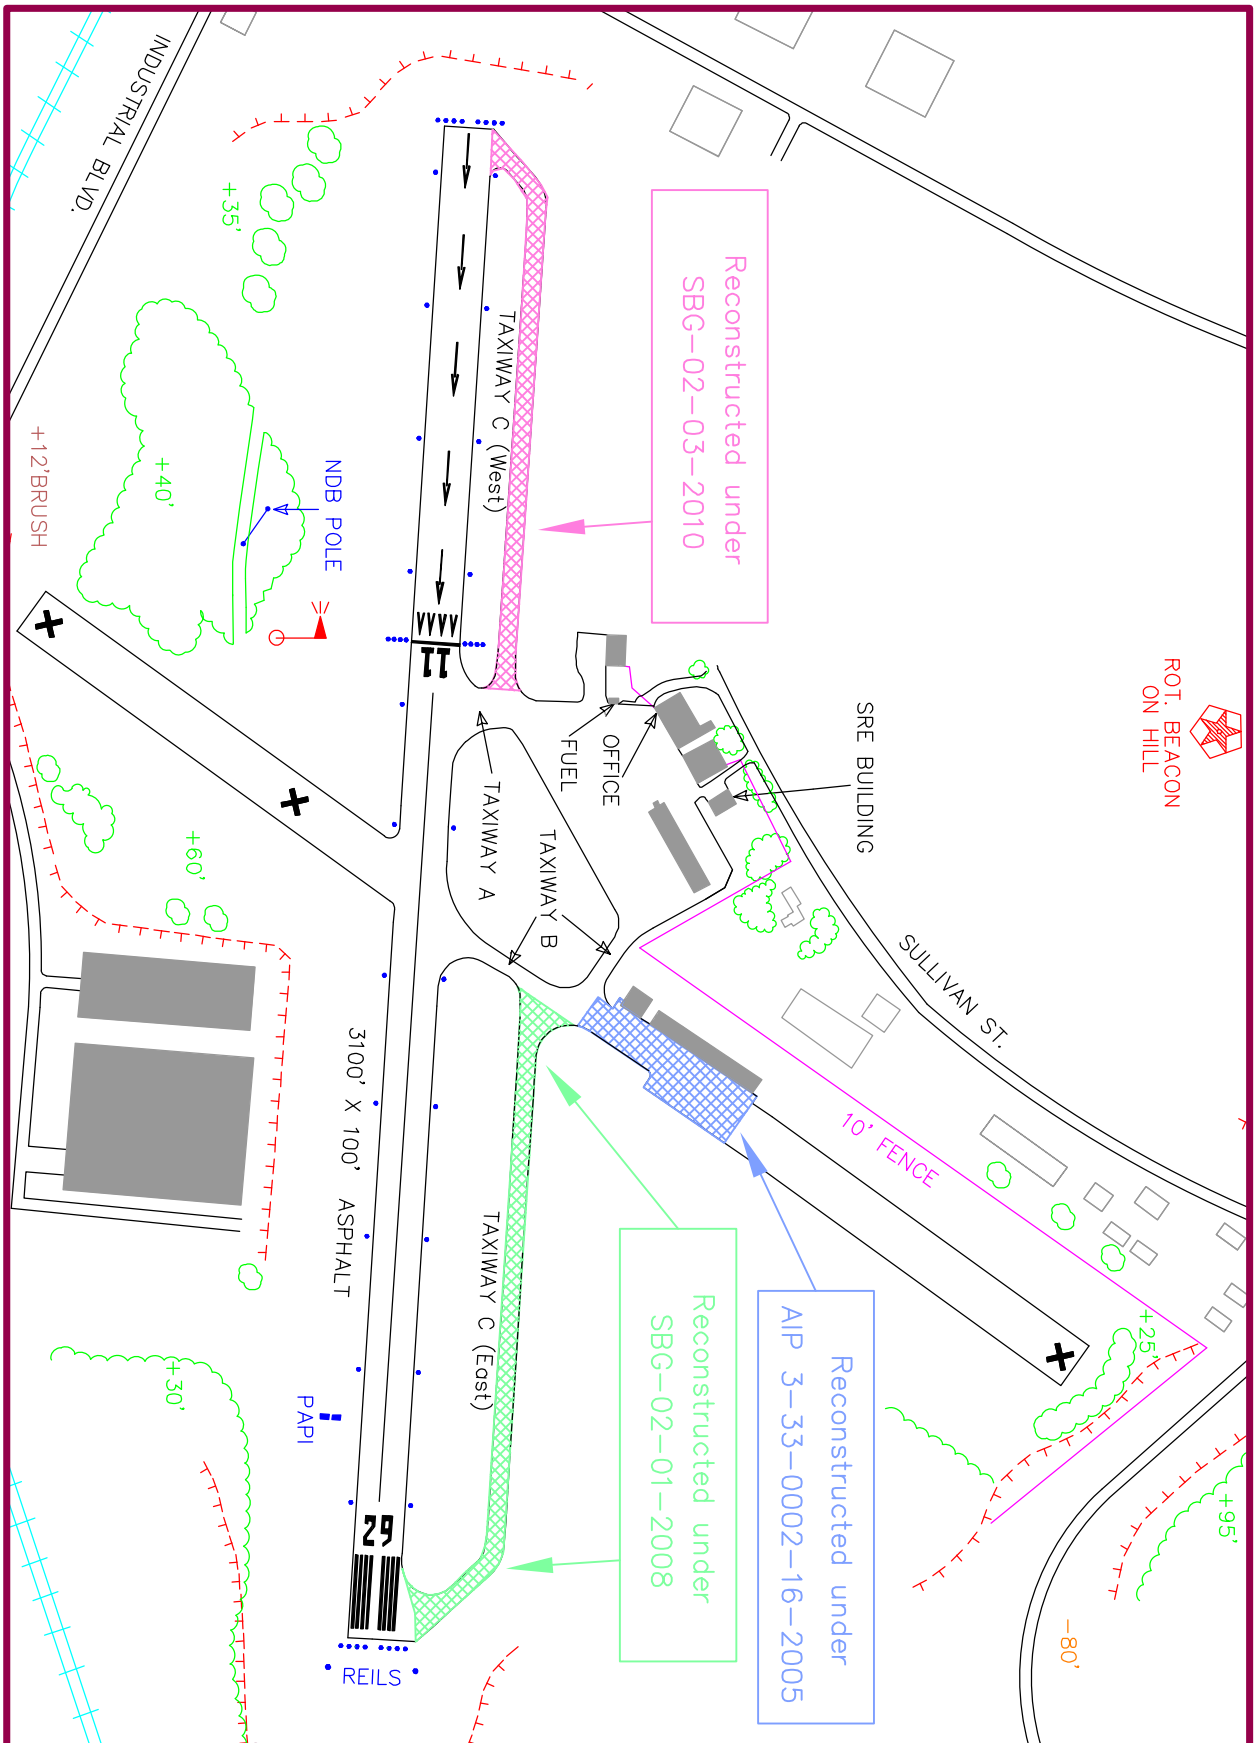 INDUSTRIAL BLVD.
+35'
+40'
+12'BRUSH
NDB POLE
TAXIWAY C (West)
Reconstructed under
SBG-02-03-2010
11
ROT. BEACON
ON HILL
SRE BUILDING
OFFICE
FUEL
TAXIWAY A
TAXIWAY B
+60'
SULLIVAN ST.
3100' X 100' ASPHALT
10' FENCE
TAXIWAY C (East)
Reconstructed under
SBG-02-01-2008
Reconstructed under
AIP 3-33-0002-16-2005
+25'
+30'
PAPI
+95'
29
-80'
REILS